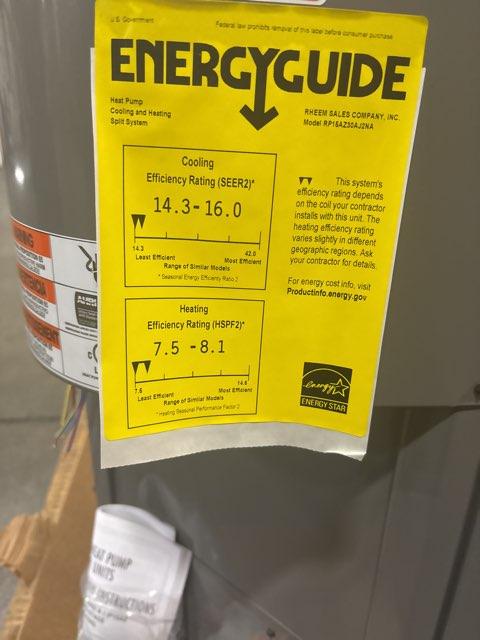 U.S. Government
Federal law prohibits removal of this label before consumer purchase
ENERGYGUIDE
Heat Pump
Cooling and Heating
Split System
RHEEM SALES COMPANY, INC.
Model RP15AZ30AJ2NA
Cooling
Efficiency Rating (SEER2)*
14.3-16.0
14.3
42.0
Least Efficient
Most Efficient
Range of Similar Models
* Seasonal Energy Efficiency Ratio 2
Heating
Efficiency Rating (HSPF2)*
7.5 -8.1
7.5
14.6
Least Efficient
Most Efficient
Range of Similar Models
*Heating Seasonal Performance Factor 2
This system's
efficiency rating depends
on the coil your contractor
installs with this unit. The
heating efficiency rating
varies slightly in different
geographic regions. Ask
your contractor for details.
For energy cost info, visit
Productinfo.energy.gov
energy
ENERGY STAR
PUMP
UNITS
INSTRUCTIONS